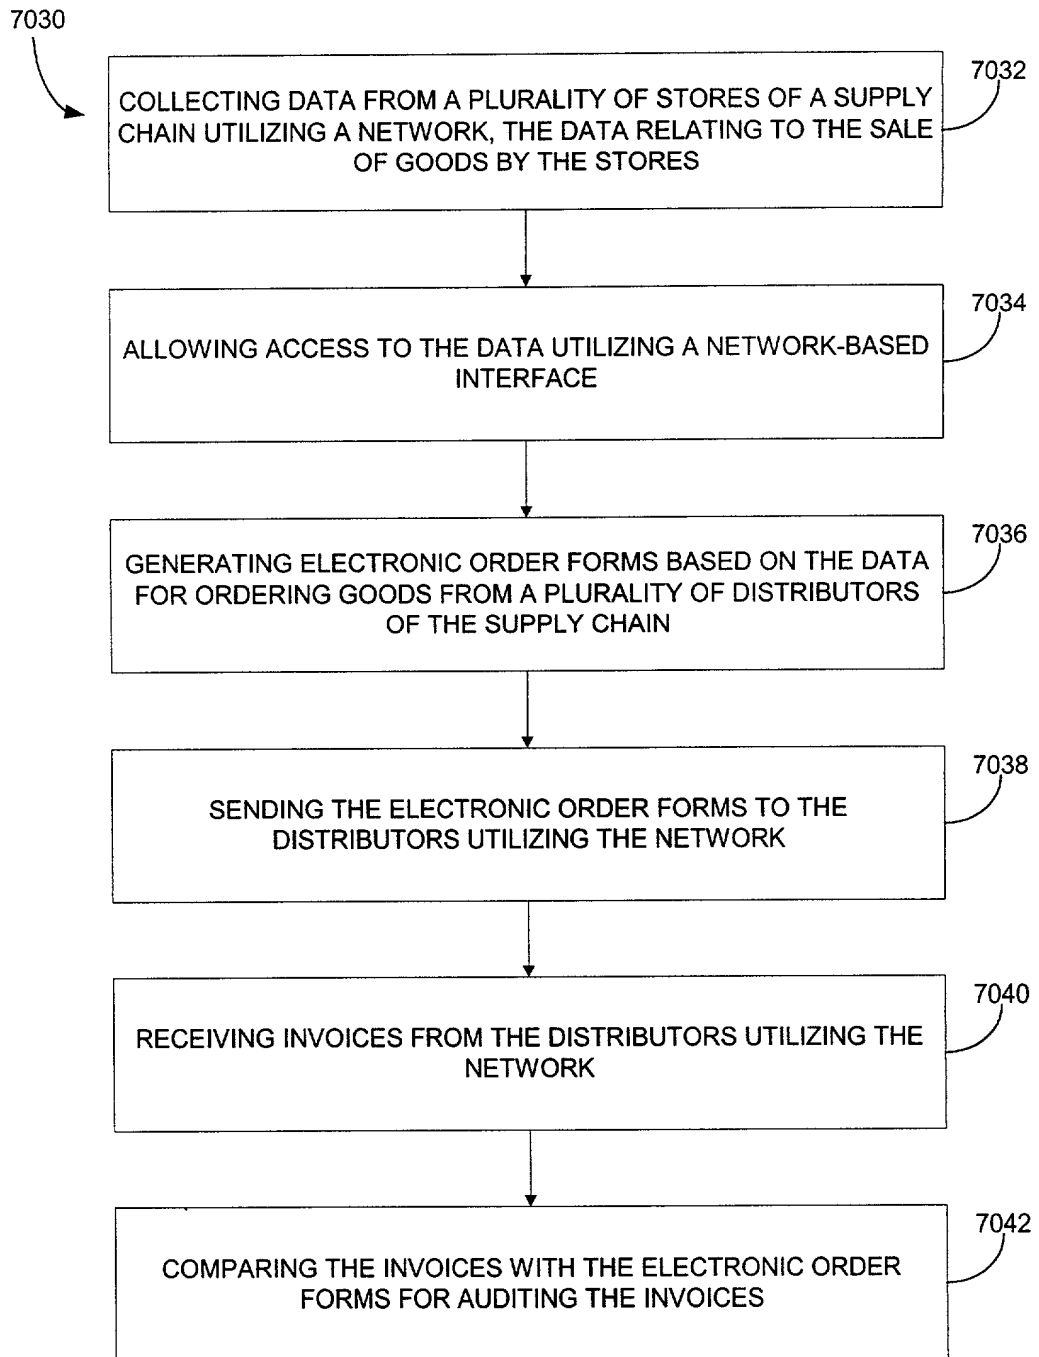 7030
7032
COLLECTING DATA FROM A PLURALITY OF STORES OF A SUPPLY
CHAIN UTILIZING A NETWORK, THE DATA RELATING TO THE SALE
OF GOODS BY THE STORES
7034
ALLOWING ACCESS TO THE DATA UTILIZING A NETWORK-BASED
INTERFACE
7036
GENERATING ELECTRONIC ORDER FORMS BASED ON THE DATA
FOR ORDERING GOODS FROM A PLURALITY OF DISTRIBUTORS
OF THE SUPPLY CHAIN
7038
SENDING THE ELECTRONIC ORDER FORMS TO THE
DISTRIBUTORS UTILIZING THE NETWORK
7040
RECEIVING INVOICES FROM THE DISTRIBUTORS UTILIZING THE
NETWORK
7042
COMPARING THE INVOICES WITH THE ELECTRONIC ORDER
FORMS FOR AUDITING THE INVOICES